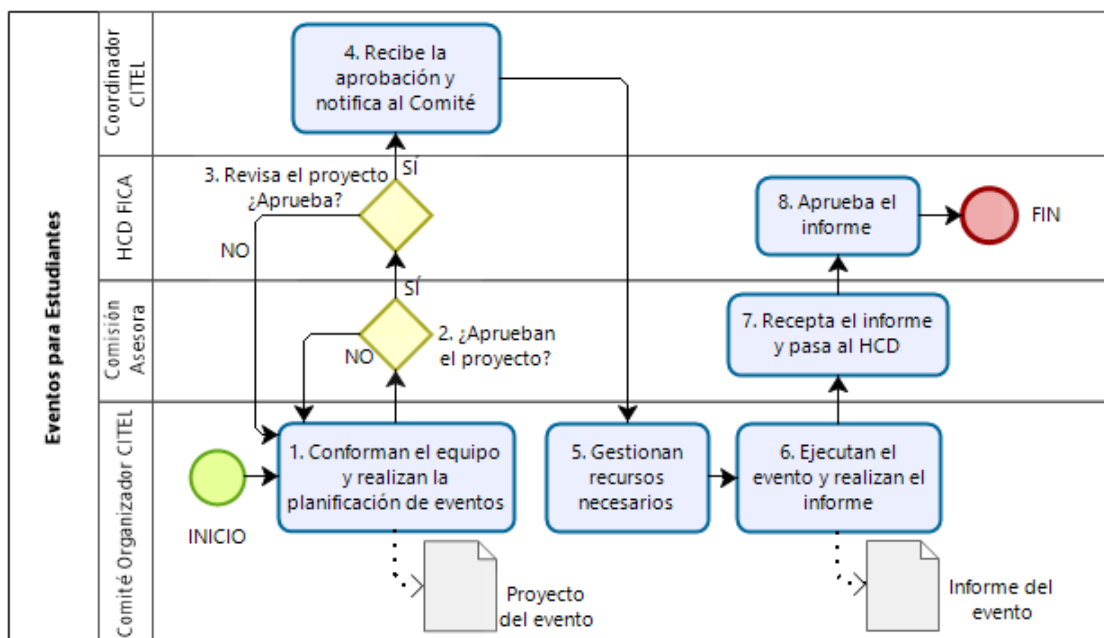 Eventos para Estudiantes
Coordinador
CITEL
4. Recibe la
aprobación y
notifica al Comité
HCD FICA
3. Revisa el proyecto
¿Aprueba?
SÍ
NO
8. Aprueba el
informe
FIN
Comisión
Asesora
SÍ
NO
2. ¿Aprueban
el proyecto?
7. Recepta el informe
y pasa al HCD
Comité Organizador CITEL
INICIO
1. Conforman el equipo
y realizan la
planificación de eventos
5. Gestionan
recursos
necesarios
6. Ejecutan el
evento y realizan el
informe
Proyecto
del evento
Informe del
evento